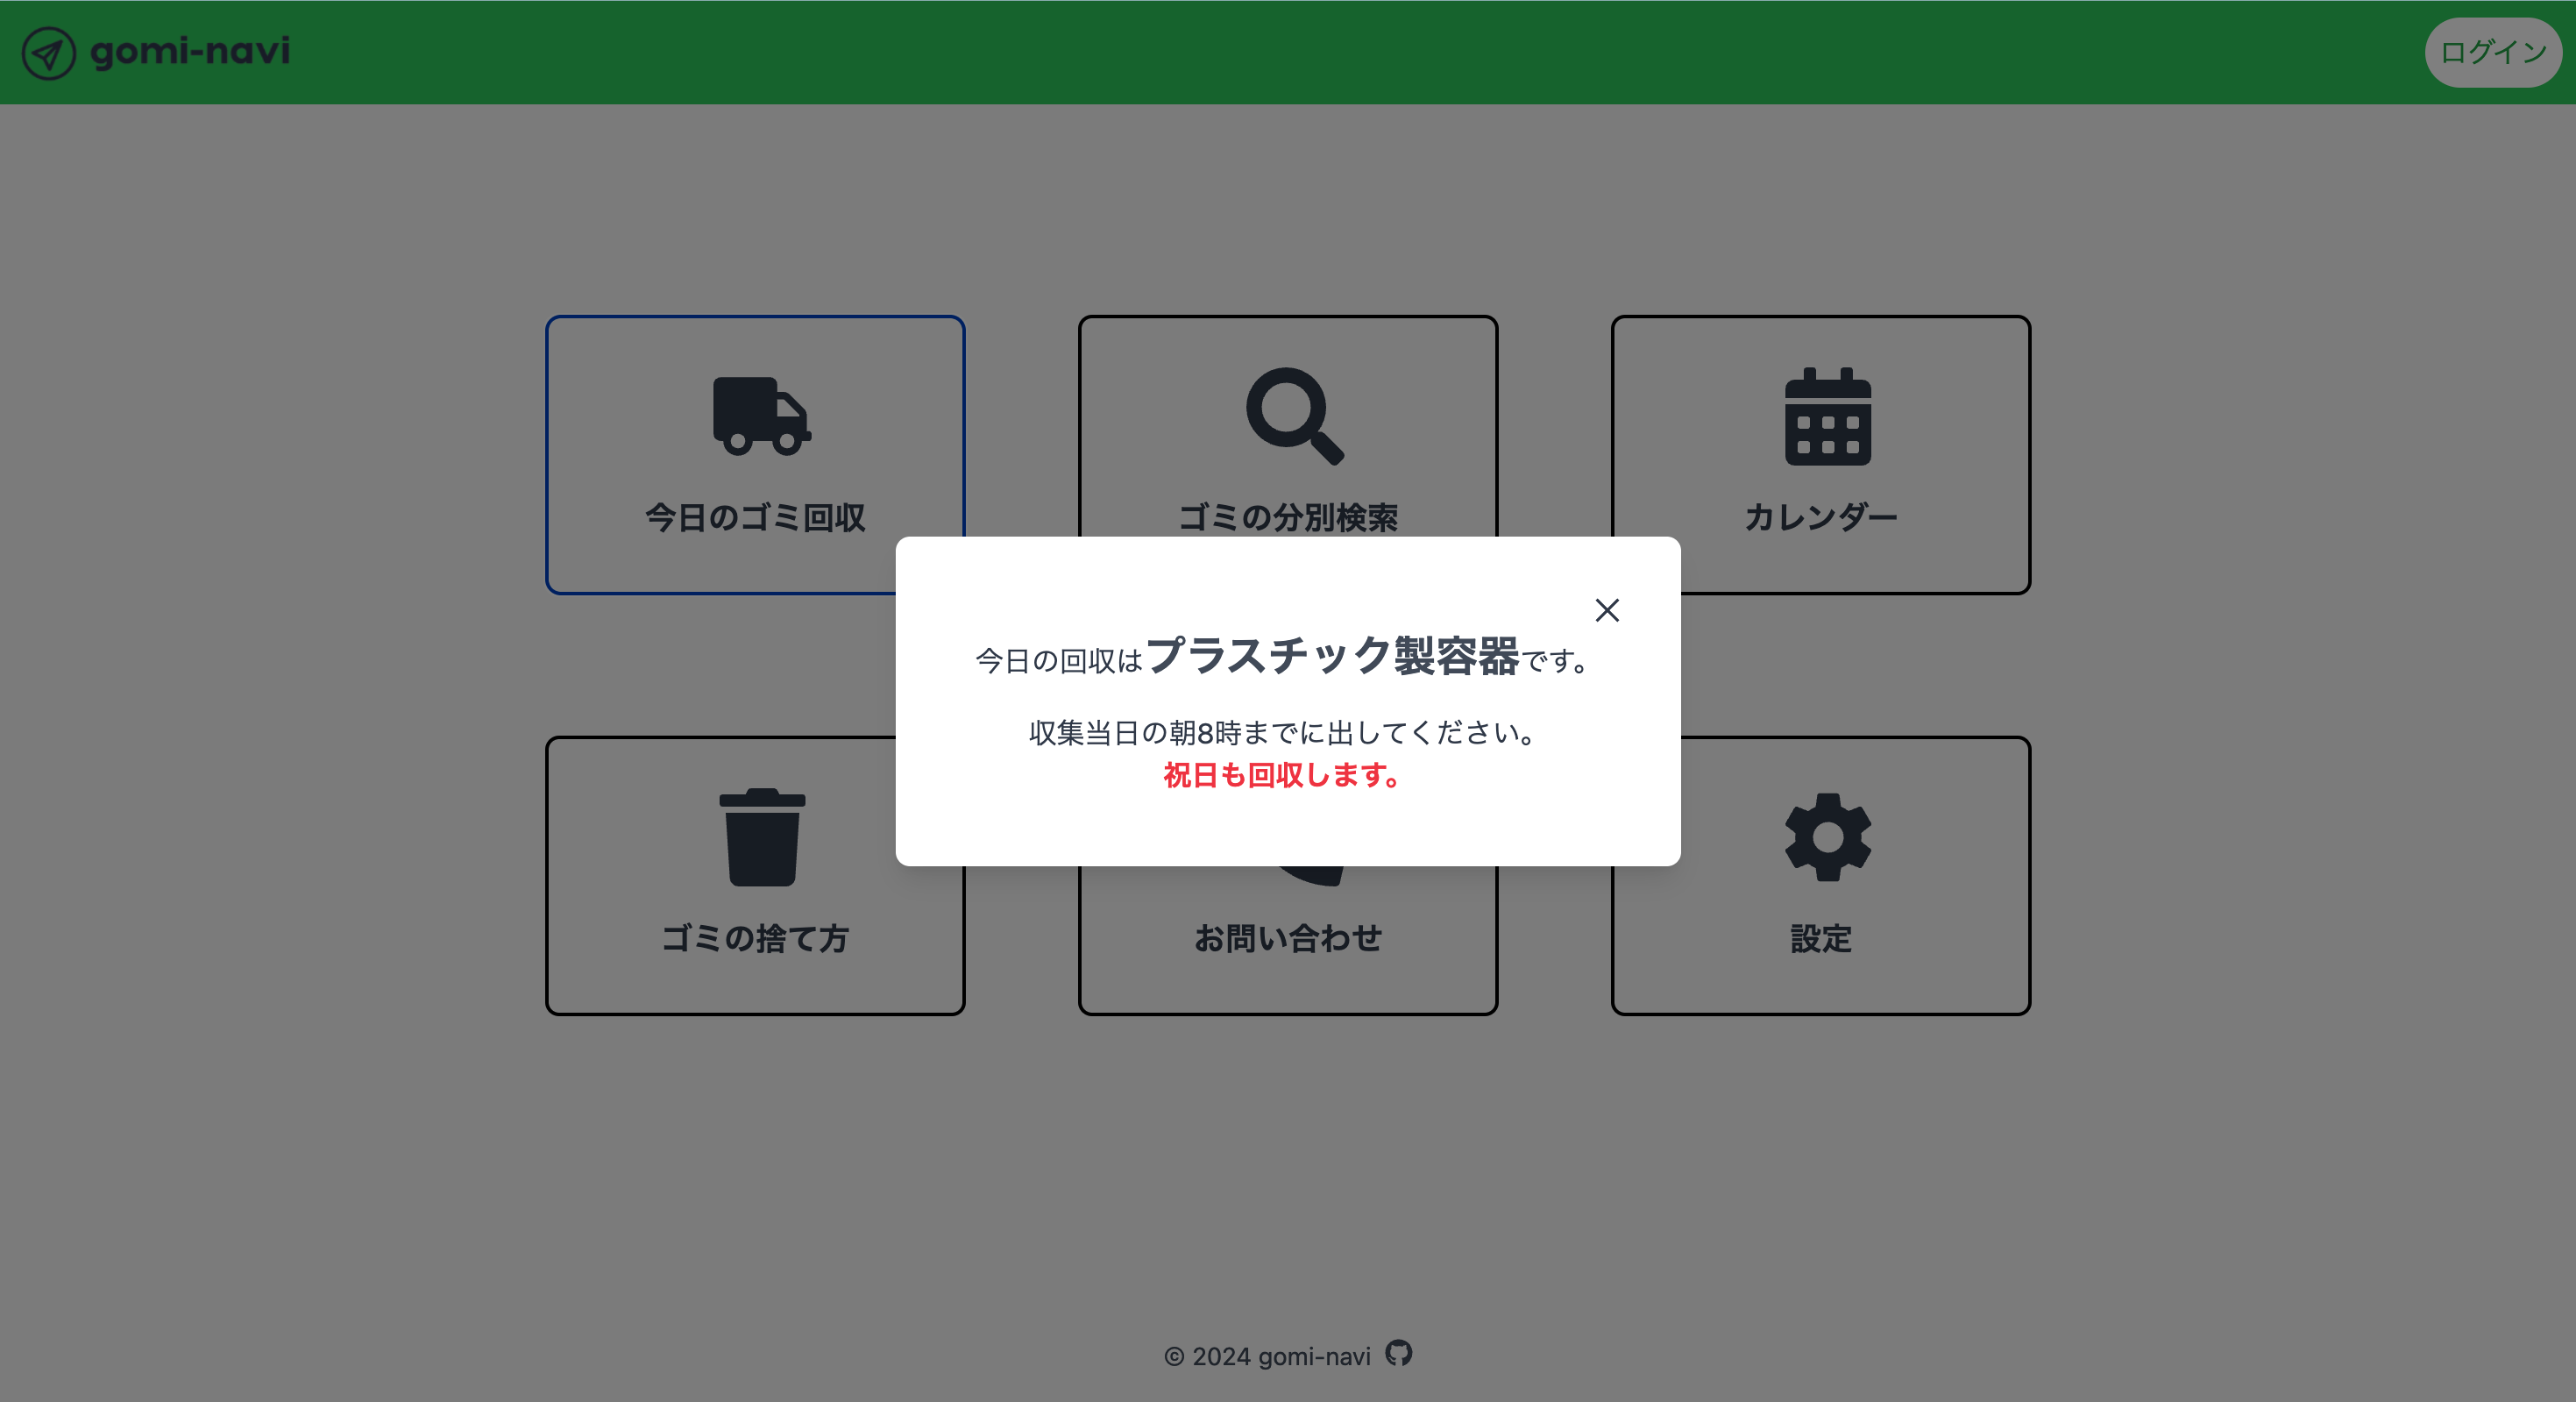 gomi-navi
ログイン
今日のゴミ回収
ゴミの分別検索
カレンダー
今日の回収はプラスチック製容器です。
収集当日の朝8時までに出してください。
祝日も回収します。
ゴミの捨て方
お問い合わせ
設定
© 2024 gomi-navi